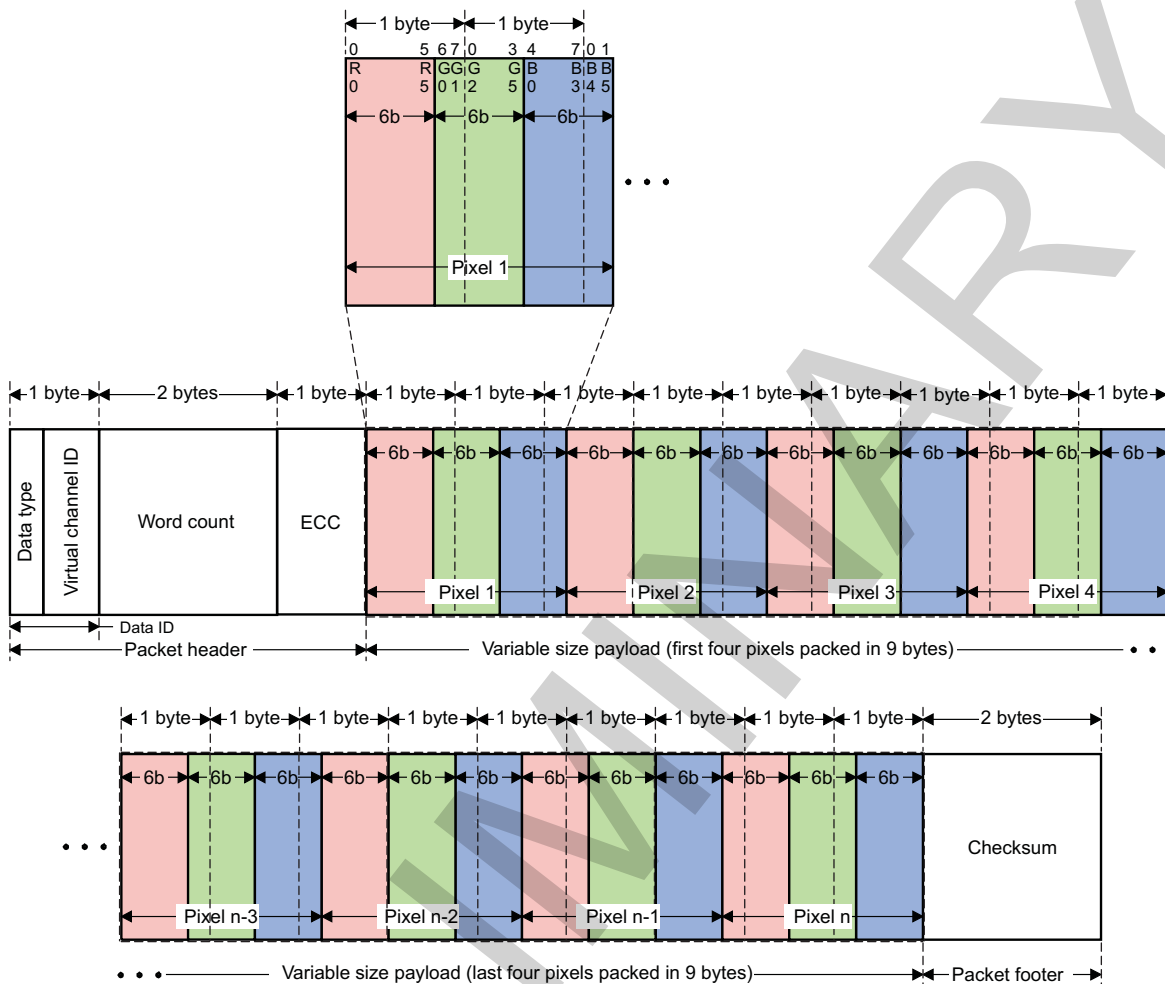 1 byte 1 byte
0 5 6 7 0 3 4 7 0 1
R R G G G G B B B B
0 5 0 1 2 5 0 3 4 5
6b 6b 6b
Pixel 1
1 byte 2 bytes 1 byte 1 byte 1 byte 1 byte 1 byte 1 byte 1 byte 1 byte 1 byte 1 byte
6b 6b 6b 6b 6b 6b 6b 6b 6b 6b 6b 6b
Data type
Virtual channel ID
Word count
ECC
Pixel 1 Pixel 2 Pixel 3 Pixel 4
Data ID
Packet header Variable size payload (first four pixels packed in 9 bytes)
1 byte 1 byte 1 byte 1 byte 1 byte 1 byte 1 byte 1 byte 1 byte 2 bytes
6b 6b 6b 6b 6b 6b 6b 6b 6b 6b 6b 6b
Checksum
Pixel n-3 Pixel n-2 Pixel n-1 Pixel n
Variable size payload (last four pixels packed in 9 bytes) Packet footer
IMINARY